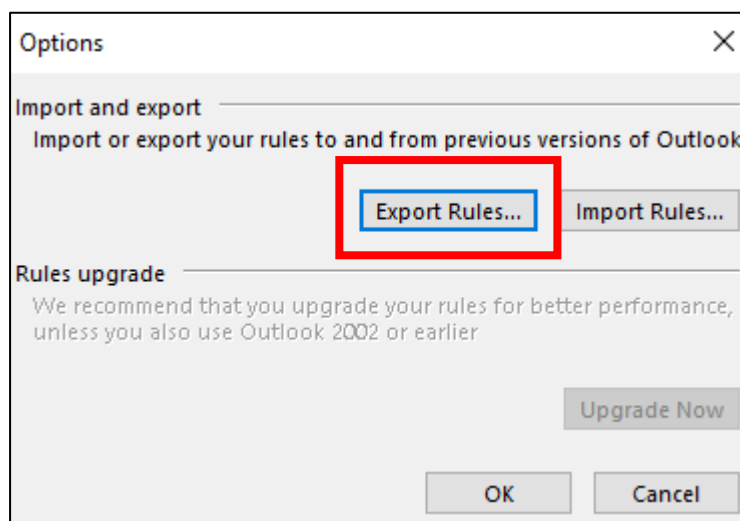 Options
Import and export
Import or export your rules to and from previous versions of Outlook
Export Rules...
Import Rules...
Rules upgrade
We recommend that you upgrade your rules for better performance,
unless you also use Outlook 2002 or earlier
Upgrade Now
OK
Cancel